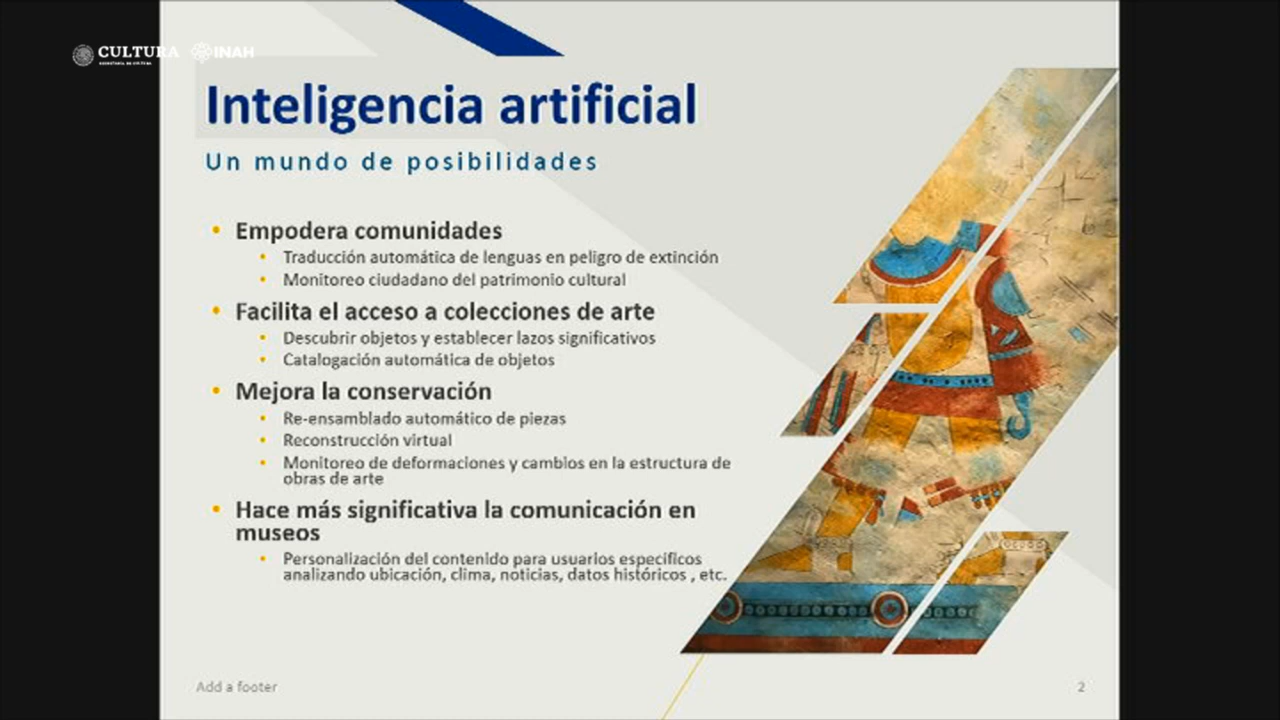 CULTURA
SECRETARÍA DE CULTURA
INAH
Inteligencia artificial
Un mundo de posibilidades
• Empodera comunidades
• Traducción automática de lenguas en peligro de extinción
• Monitoreo ciudadano del patrimonio cultural
• Facilita el acceso a colecciones de arte
• Descubrir objetos y establecer lazos significativos
• Catalogación automática de objetos
• Mejora la conservación
• Re-ensamblado automático de piezas
• Reconstrucción virtual
• Monitoreo de deformaciones y cambios en la estructura de
obras de arte
• Hace más significativa la comunicación en
museos
• Personalización del contenido para usuarios específicos
analizando ubicación, clima, noticias, datos históricos , etc.
Add a footer
2